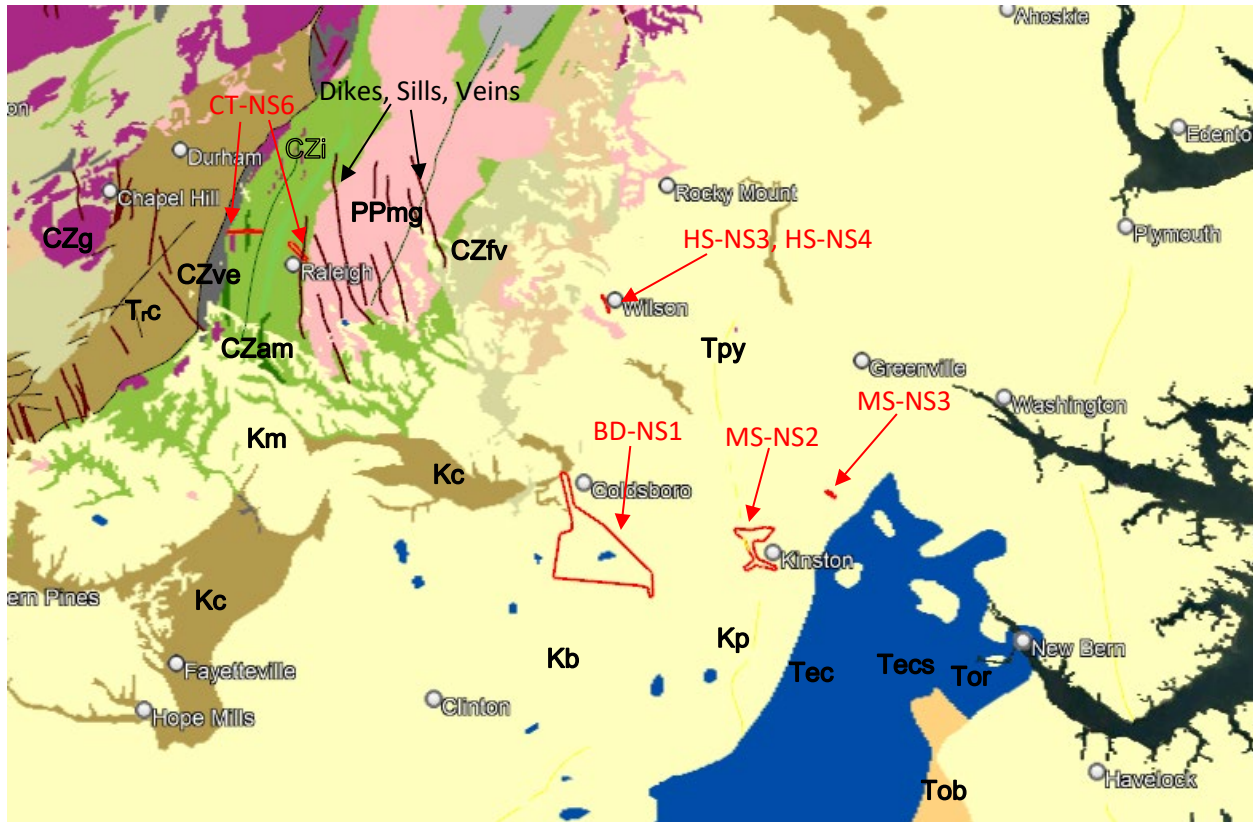 Ahoskie
on
CT-NS6
Dikes, Sills, Veins
Edento
Durham
CZi
Chapel Hill
Rocky Mount
PPmg
CZg
CZfv
Plymouth
HS-NS3, HS-NS4
CZve
Raleigh
Trc
Wilson
CZam
Tpy
Greenville
Washington
MS-NS3
Km
BD-NS1
MS-NS2
Kc
Goldsboro
Kinston
ern Pines
Kc
Kp
New Bern
Kb
Tec
Tecs
Tor
Fayetteville
Clinton
Hope Mills
Havelock
Tob